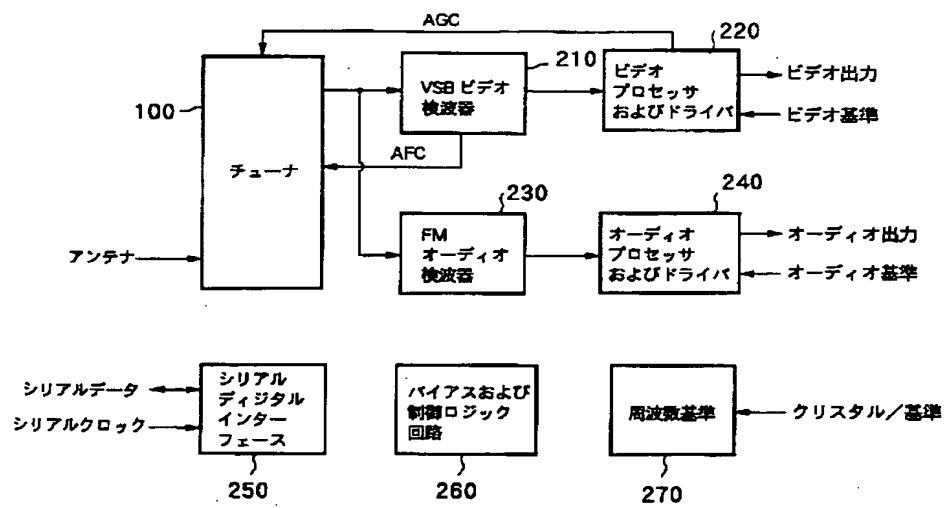 AGC
220
210
VSB ビデオ
検波器
ビデオ
プロセッサ
およびドライバ
ビデオ出力
ビデオ基準
100
チューナ
AFC
230
240
FM
オーディオ
検波器
オーディオ
プロセッサ
およびドライバ
オーディオ出力
オーディオ基準
アンテナ
シリアルデータ
シリアルクロック
シリアル
ディジタル
インター
フェース
バイアスおよび
制御ロジック
回路
周波数基準
クリスタル/基準
250
260
270